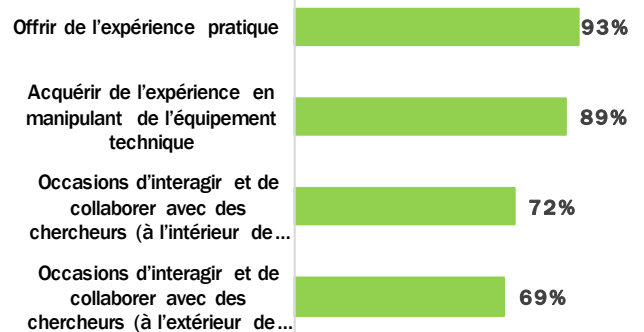 Offrir de l'expérience pratique
93%
Acquérir de l'expérience en
manipulant de l'équipement
technique
89%
Occasions d'interagir et de
collaborer avec des
chercheurs (à l'intérieur de...
72%
Occasions d'interagir et de
collaborer avec des
chercheurs (à l'extérieur de...
69%